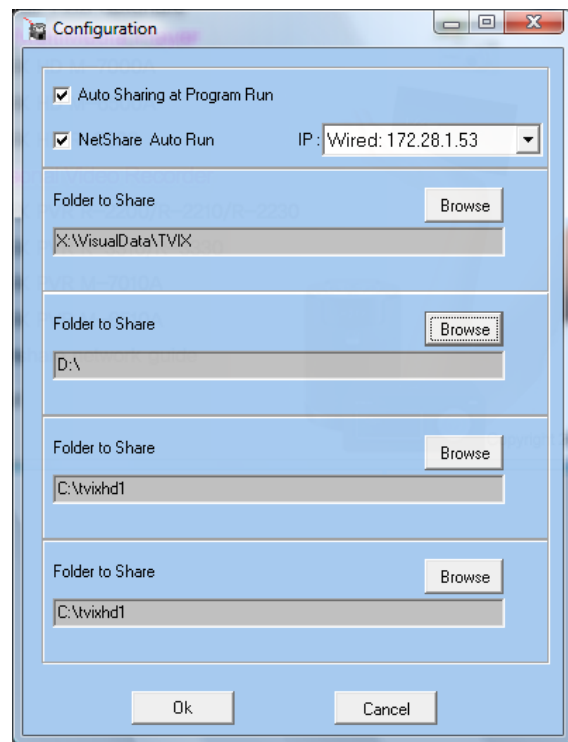 Configuration
Auto Sharing at Program Run
NetShare Auto Run IP : Wired: 172.28.1.53
Folder to Share Browse
X:\VisualData\TVIX
Folder to Share Browse
D:\
Folder to Share Browse
C:\tvixhd1
Folder to Share Browse
C:\tvixhd1
Ok Cancel